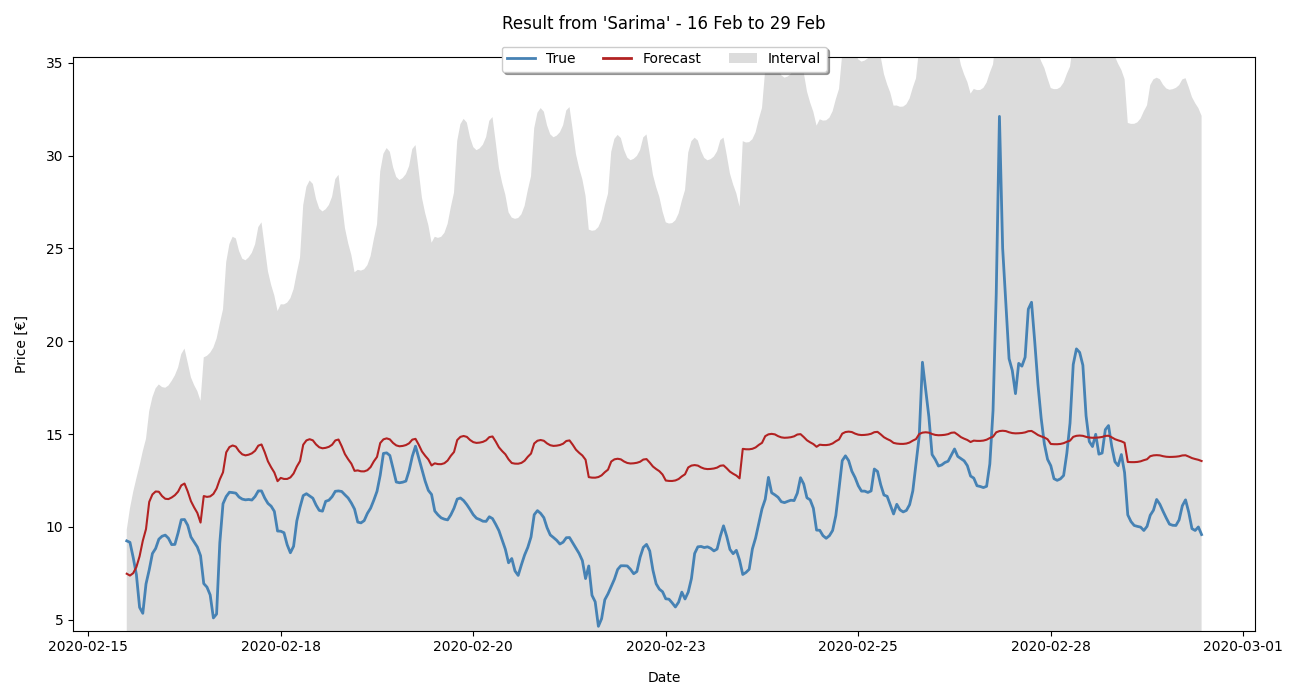 Result from 'Sarima' - 16 Feb to 29 Feb
True Forecast Interval
35
30
25
20
15
10
5
Price [€]
2020-02-15 2020-02-18 2020-02-20 2020-02-23 2020-02-25 2020-02-28 2020-03-01
Date